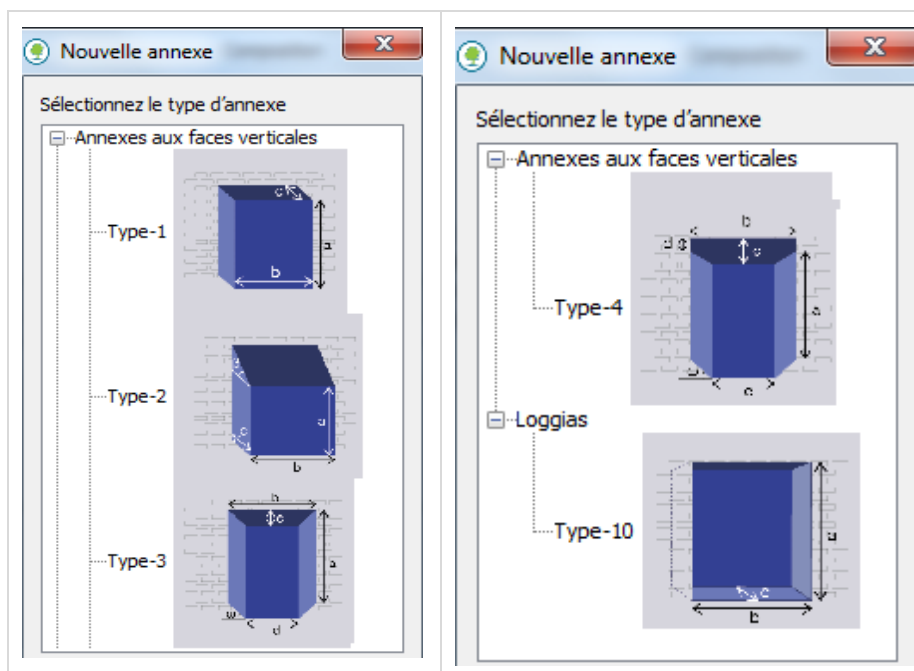 Nouvelle annexe
Sélectionnez le type d'annexe
Annexes aux faces verticales
Type-1
c
a
b
Type-2
c
a
b
Type-3
b
c
a
d
Nouvelle annexe
Sélectionnez le type d'annexe
Annexes aux faces verticales
Type-4
b
d
c
a
e
Loggias
Type-10
a
c
b